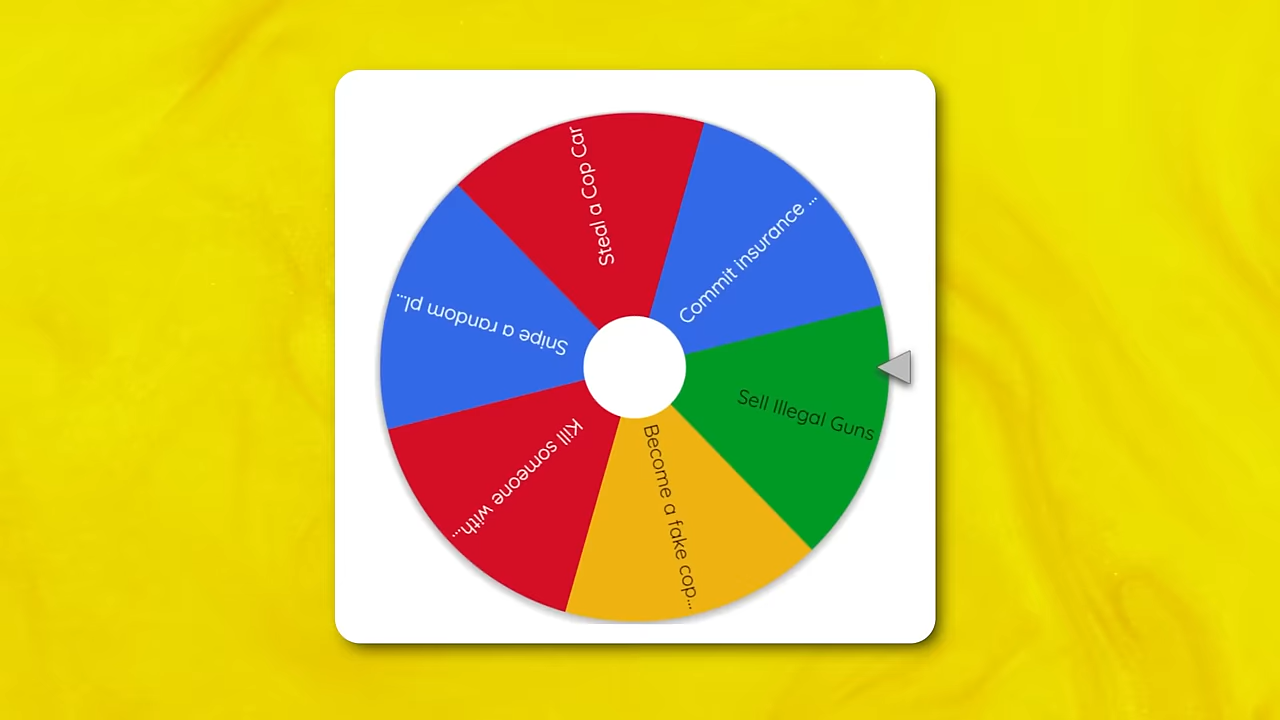 Steal a Cop Car
Commit insurance ...
Sell Illegal Guns
Become a fake cop...
Kill someone with...
Snipe a random pl...